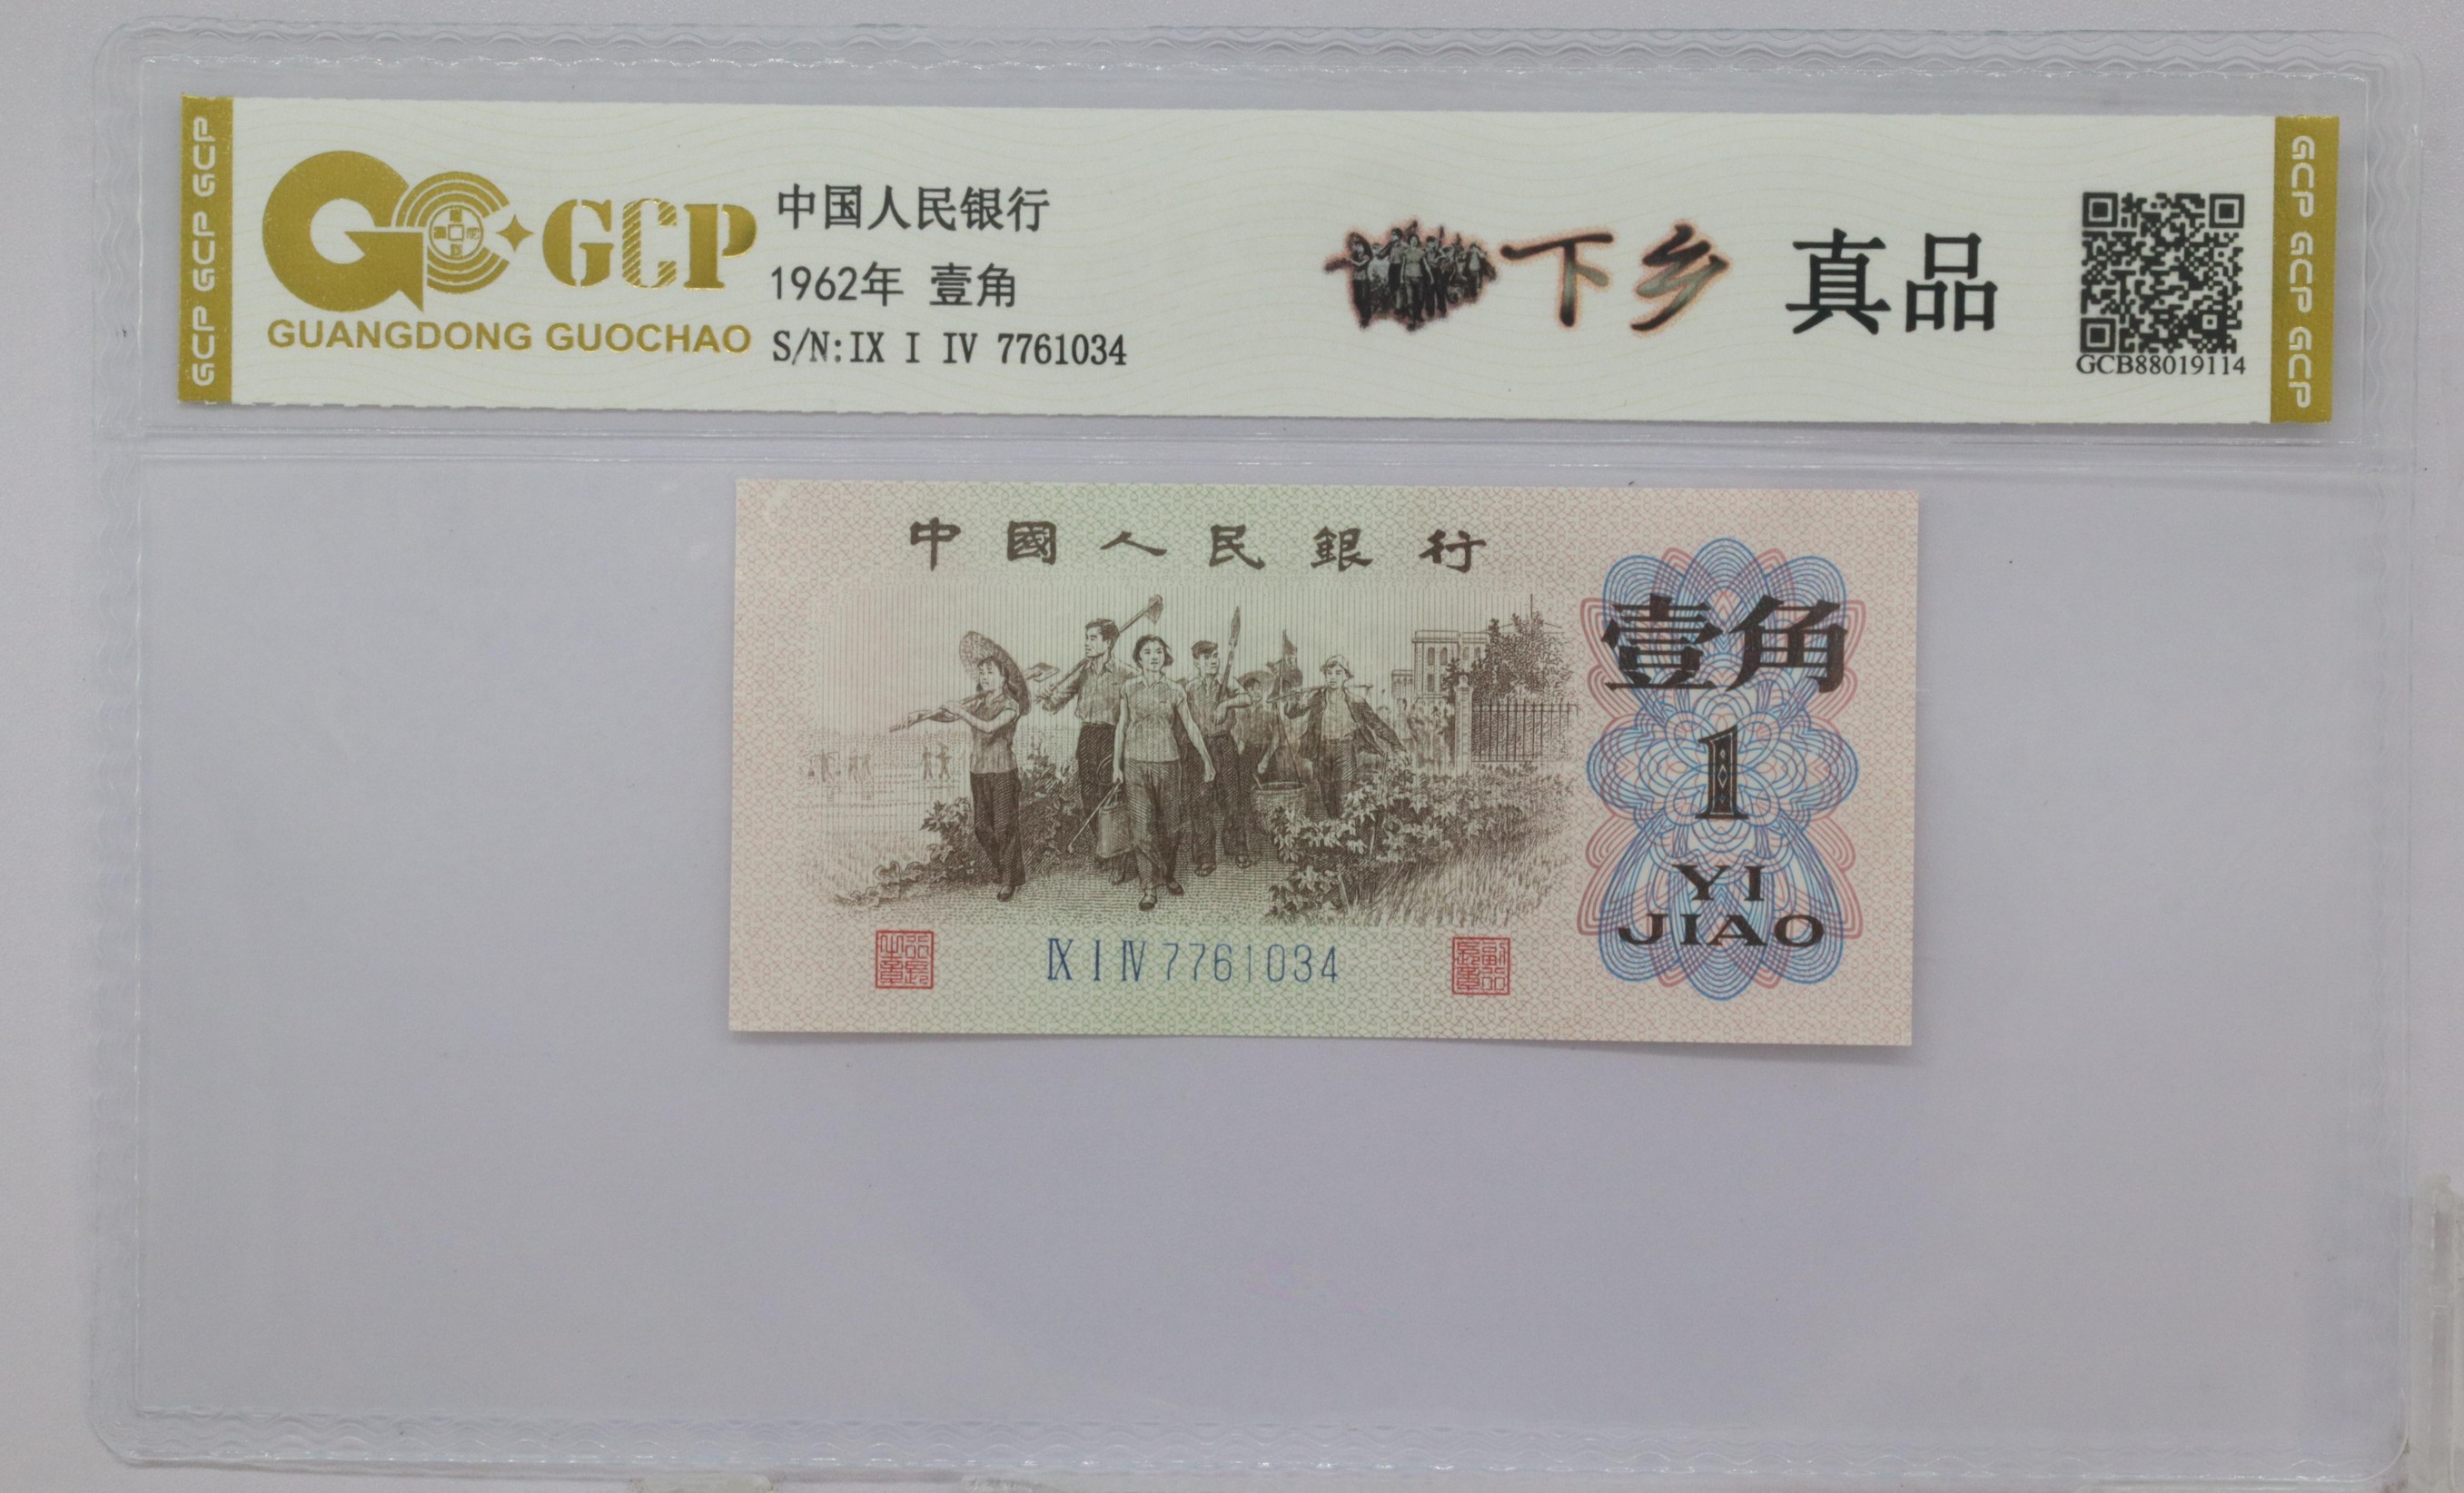 GCP GCP GCP
GCP
GUANGDONG GUOCHAO
中国人民银行
1962年 壹角
S/N:IX I IV 7761034
下乡 真品
GCB88019114
GCP GCP GCP
中國人民銀行
壹角
1
YI
JIAO
IX I IV 7761034